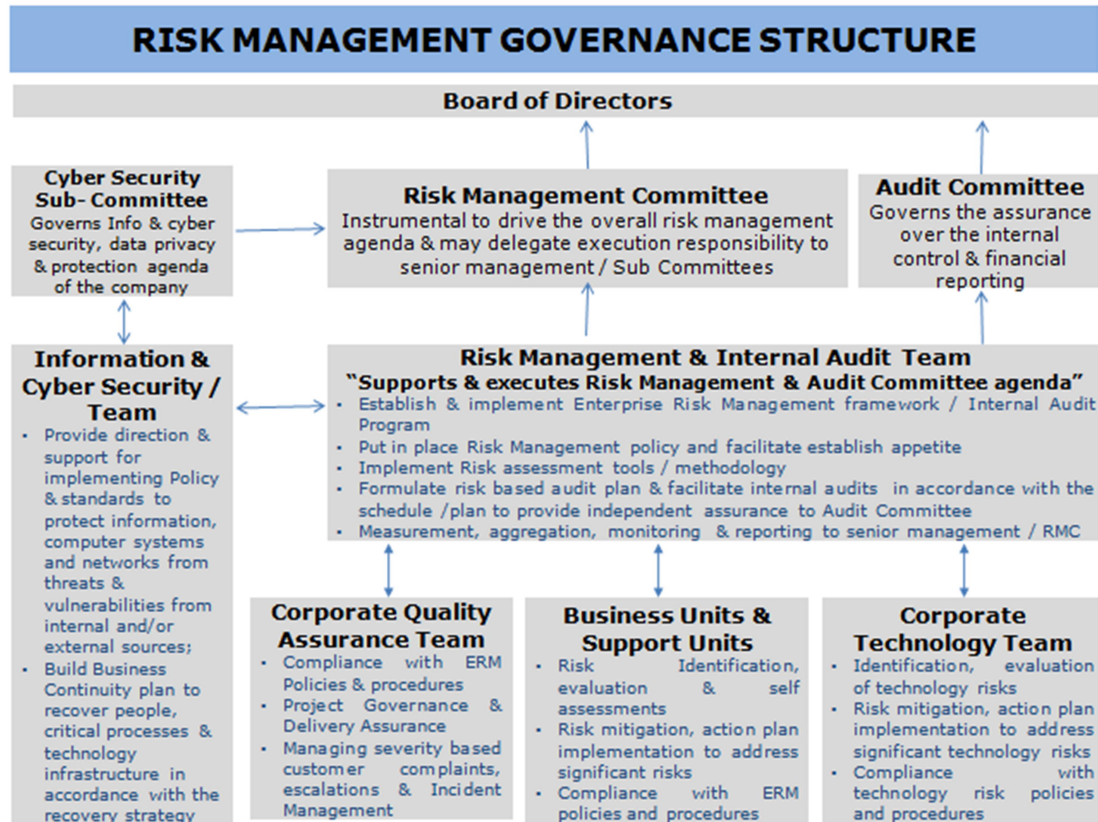 RISK MANAGEMENT GOVERNANCE STRUCTURE
Board of Directors
Cyber Security
Sub- Committee
Governs Info & cyber
security, data privacy
& protection agenda
of the company
Risk Management Committee
Instrumental to drive the overall risk management
agenda & may delegate execution responsibility to
senior management / Sub Committees
Audit Committee
Governs the assurance
over the internal
control & financial
reporting
Information &
Cyber Security /
Team
• Provide direction &
support for
implementing Policy
& standards to
protect information,
computer systems
and networks from
threats &
vulnerabilities from
internal and/or
external sources;
• Build Business
Continuity plan to
recover people,
critical processes &
technology
infrastructure in
accordance with the
recovery strategy
Risk Management & Internal Audit Team
"Supports & executes Risk Management & Audit Committee agenda"
• Establish & implement Enterprise Risk Management framework / Internal Audit
Program
• Put in place Risk Management policy and facilitate establish appetite
• Implement Risk assessment tools / methodology
• Formulate risk based audit plan & facilitate internal audits in accordance with the
schedule /plan to provide independent assurance to Audit Committee
• Measurement, aggregation, monitoring & reporting to senior management / RMC
Corporate Quality
Assurance Team
• Compliance with ERM
Policies & procedures
• Project Governance &
Delivery Assurance
• Managing severity based
customer complaints,
escalations & Incident
Management
Business Units &
Support Units
• Risk Identification,
evaluation & self
assessments
• Risk mitigation, action plan
implementation to address
significant risks
• Compliance with ERM
policies and procedures
Corporate
Technology Team
• Identification, evaluation
of technology risks
• Risk mitigation, action plan
implementation to address
significant technology risks
• Compliance with
technology risk policies
and procedures